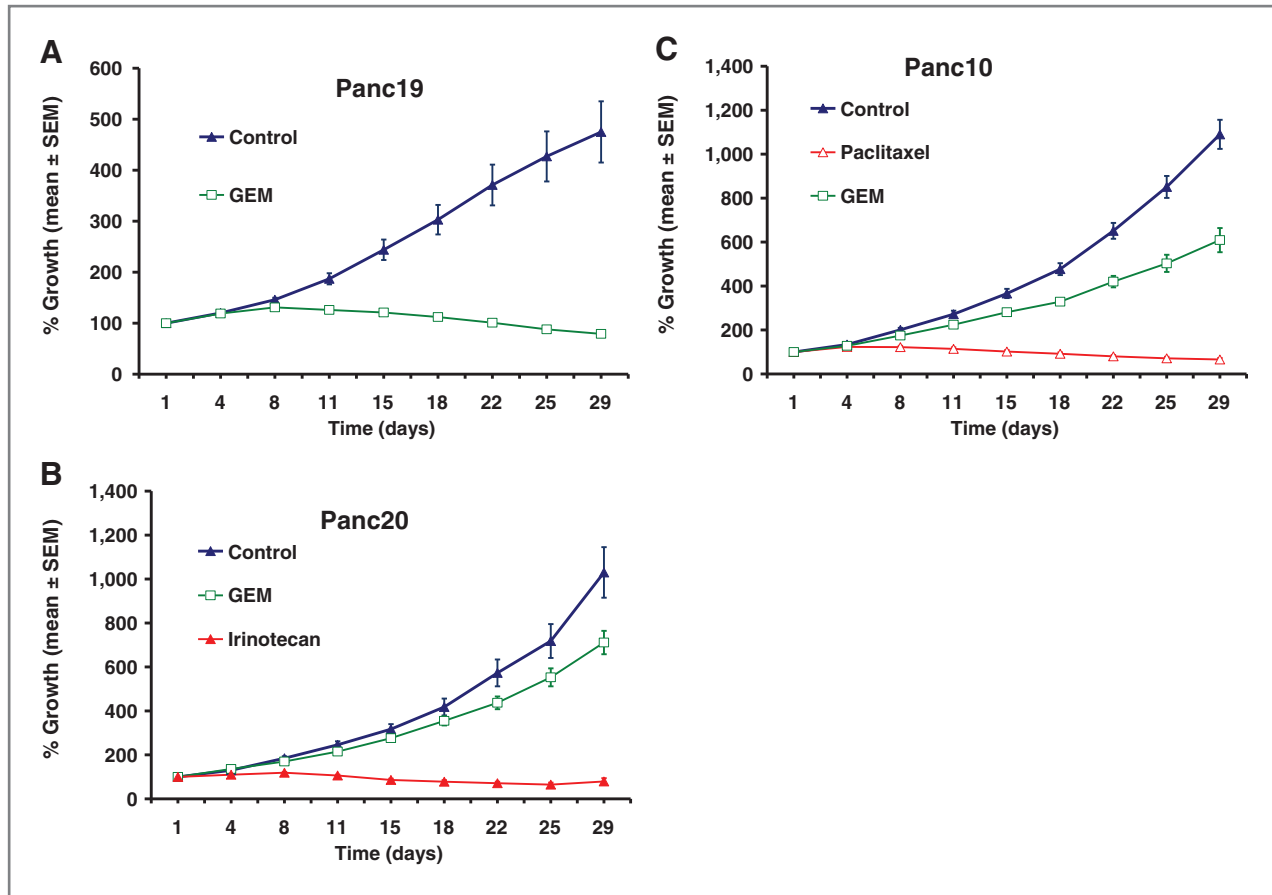 A
Panc19
% Growth (mean ± SEM)
600
500
400
300
200
100
0
Control
GEM
1 4 8 11 15 18 22 25 29
Time (days)
B
Panc20
% Growth (mean ± SEM)
1,400
1,200
1,000
800
600
400
200
0
Control
GEM
Irinotecan
1 4 8 11 15 18 22 25 29
Time (days)
C
Panc10
% Growth (mean ± SEM)
1,400
1,200
1,000
800
600
400
200
0
Control
Paclitaxel
GEM
1 4 8 11 15 18 22 25 29
Time (days)